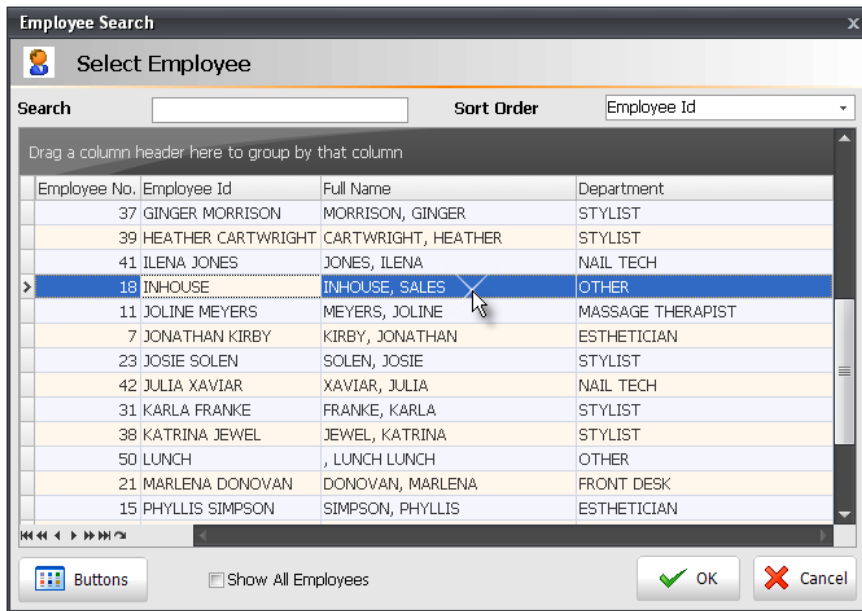 Employee Search x
Select Employee
Search Sort Order Employee Id
Drag a column header here to group by that column
Employee No. Employee Id Full Name Department
37 GINGER MORRISON MORRISON, GINGER STYLIST
39 HEATHER CARTWRIGHT CARTWRIGHT, HEATHER STYLIST
41 ILENA JONES JONES, ILENA NAIL TECH
18 INHOUSE INHOUSE, SALES OTHER
11 JOLINE MEYERS MEYERS, JOLINE MASSAGE THERAPIST
7 JONATHAN KIRBY KIRBY, JONATHAN ESTHETICIAN
23 JOSIE SOLEN SOLEN, JOSIE STYLIST
42 JULIA XAVIAR XAVIAR, JULIA NAIL TECH
31 KARLA FRANKE FRANKE, KARLA STYLIST
38 KATRINA JEWEL JEWEL, KATRINA STYLIST
50 LUNCH , LUNCH LUNCH OTHER
21 MARLENA DONOVAN DONOVAN, MARLENA FRONT DESK
15 PHYLLIS SIMPSON SIMPSON, PHYLLIS ESTHETICIAN
Buttons Show All Employees OK Cancel